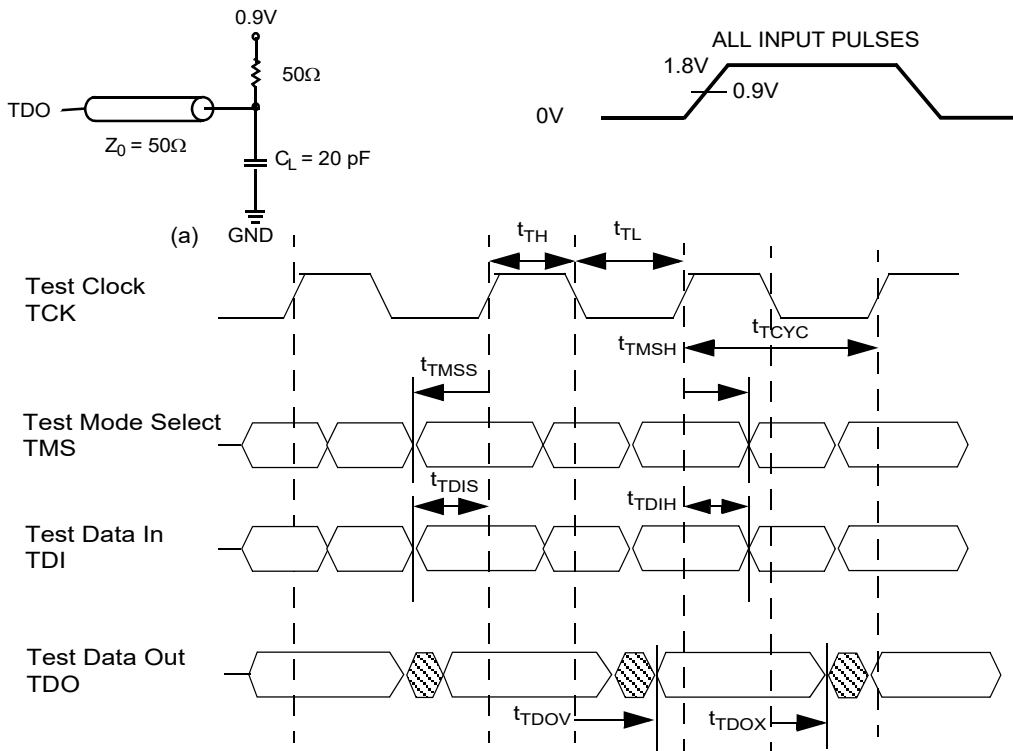 0.9V
50Ω
TDO
Z0 = 50Ω
CL = 20 pF
(a) GND
ALL INPUT PULSES
1.8V
0.9V
0V
tTH
tTL
Test Clock
TCK
tTCYC
tTMSH
tTMSS
Test Mode Select
TMS
tTDIS
tTDIH
Test Data In
TDI
Test Data Out
TDO
tTDOV
tTDOX